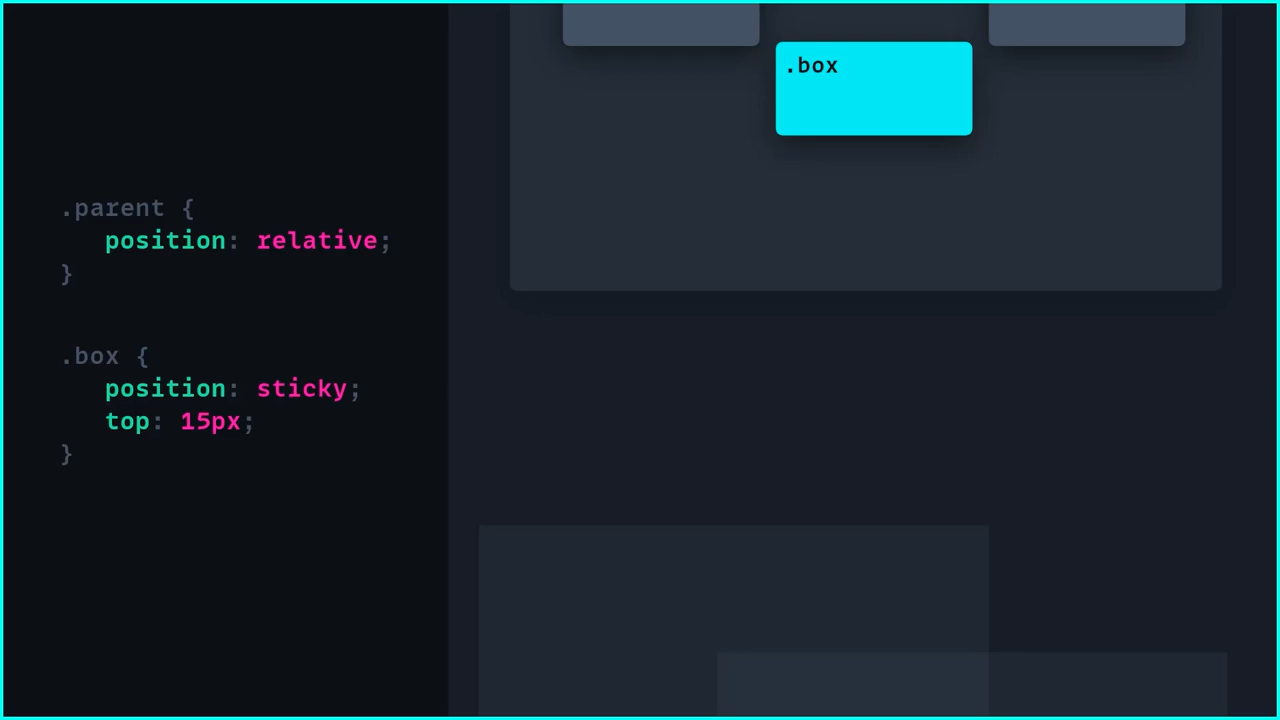 .parent {
position: relative;
}
.box {
position: sticky;
top: 15px;
}
.box